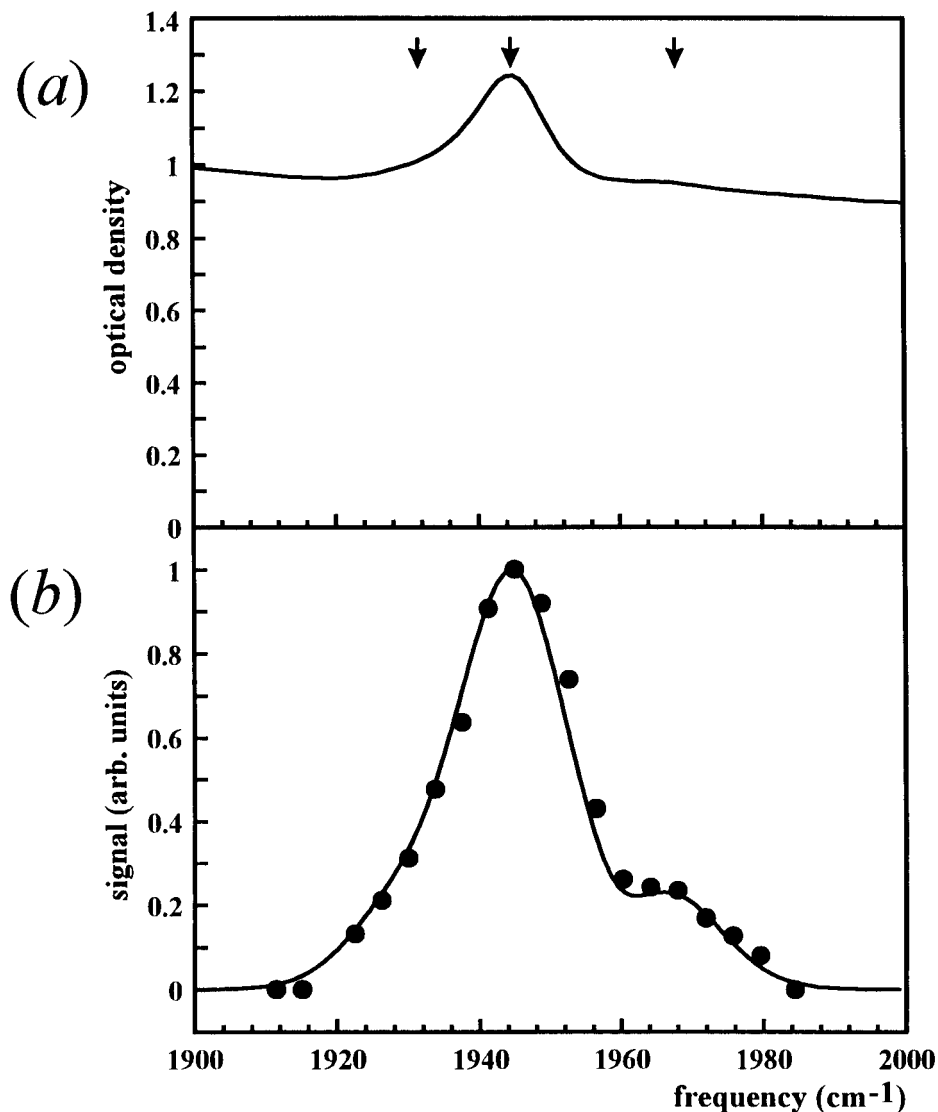 (a)
optical density
1.4
1.2
1
0.8
0.6
0.4
0.2
0
(b)
signal (arb. units)
1
0.8
0.6
0.4
0.2
0
1900 1920 1940 1960 1980 2000
frequency (cm-1)